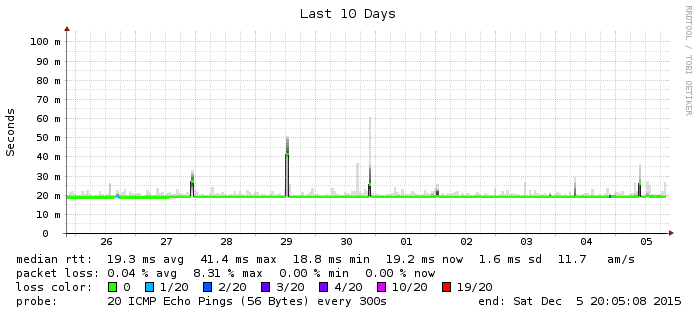 Last 10 Days
RRDTOOL / TOBI OETIKER
Seconds
100 m
90 m
80 m
70 m
60 m
50 m
40 m
30 m
20 m
10 m
0
26 27 28 29 30 01 02 03 04 05
median rtt: 19.3 ms avg 41.4 ms max 18.8 ms min 19.2 ms now 1.6 ms sd 11.7 am/s
packet loss: 0.04 % avg 8.31 % max 0.00 % min 0.00 % now
loss color: 0 1/20 2/20 3/20 4/20 10/20 19/20
probe: 20 ICMP Echo Pings (56 Bytes) every 300s end: Sat Dec 5 20:05:08 2015